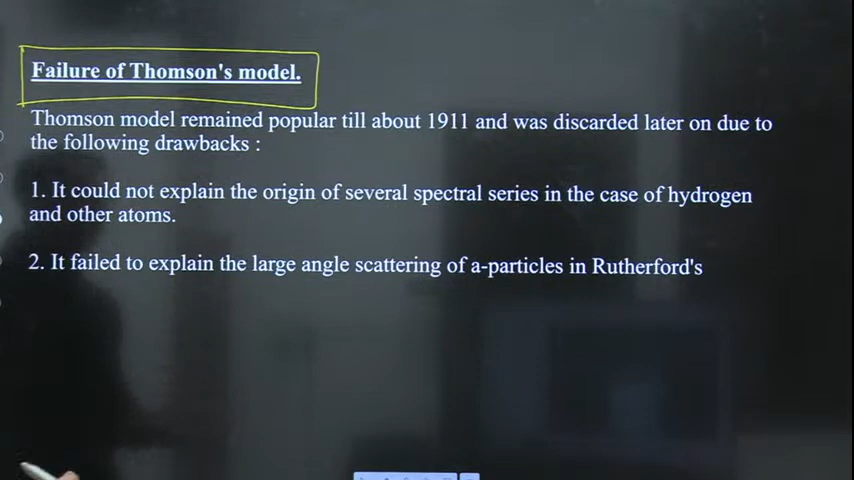 Failure of Thomson's model.
Thomson model remained popular till about 1911 and was discarded later on due to
the following drawbacks :
1. It could not explain the origin of several spectral series in the case of hydrogen
and other atoms.
2. It failed to explain the large angle scattering of a-particles in Rutherford's